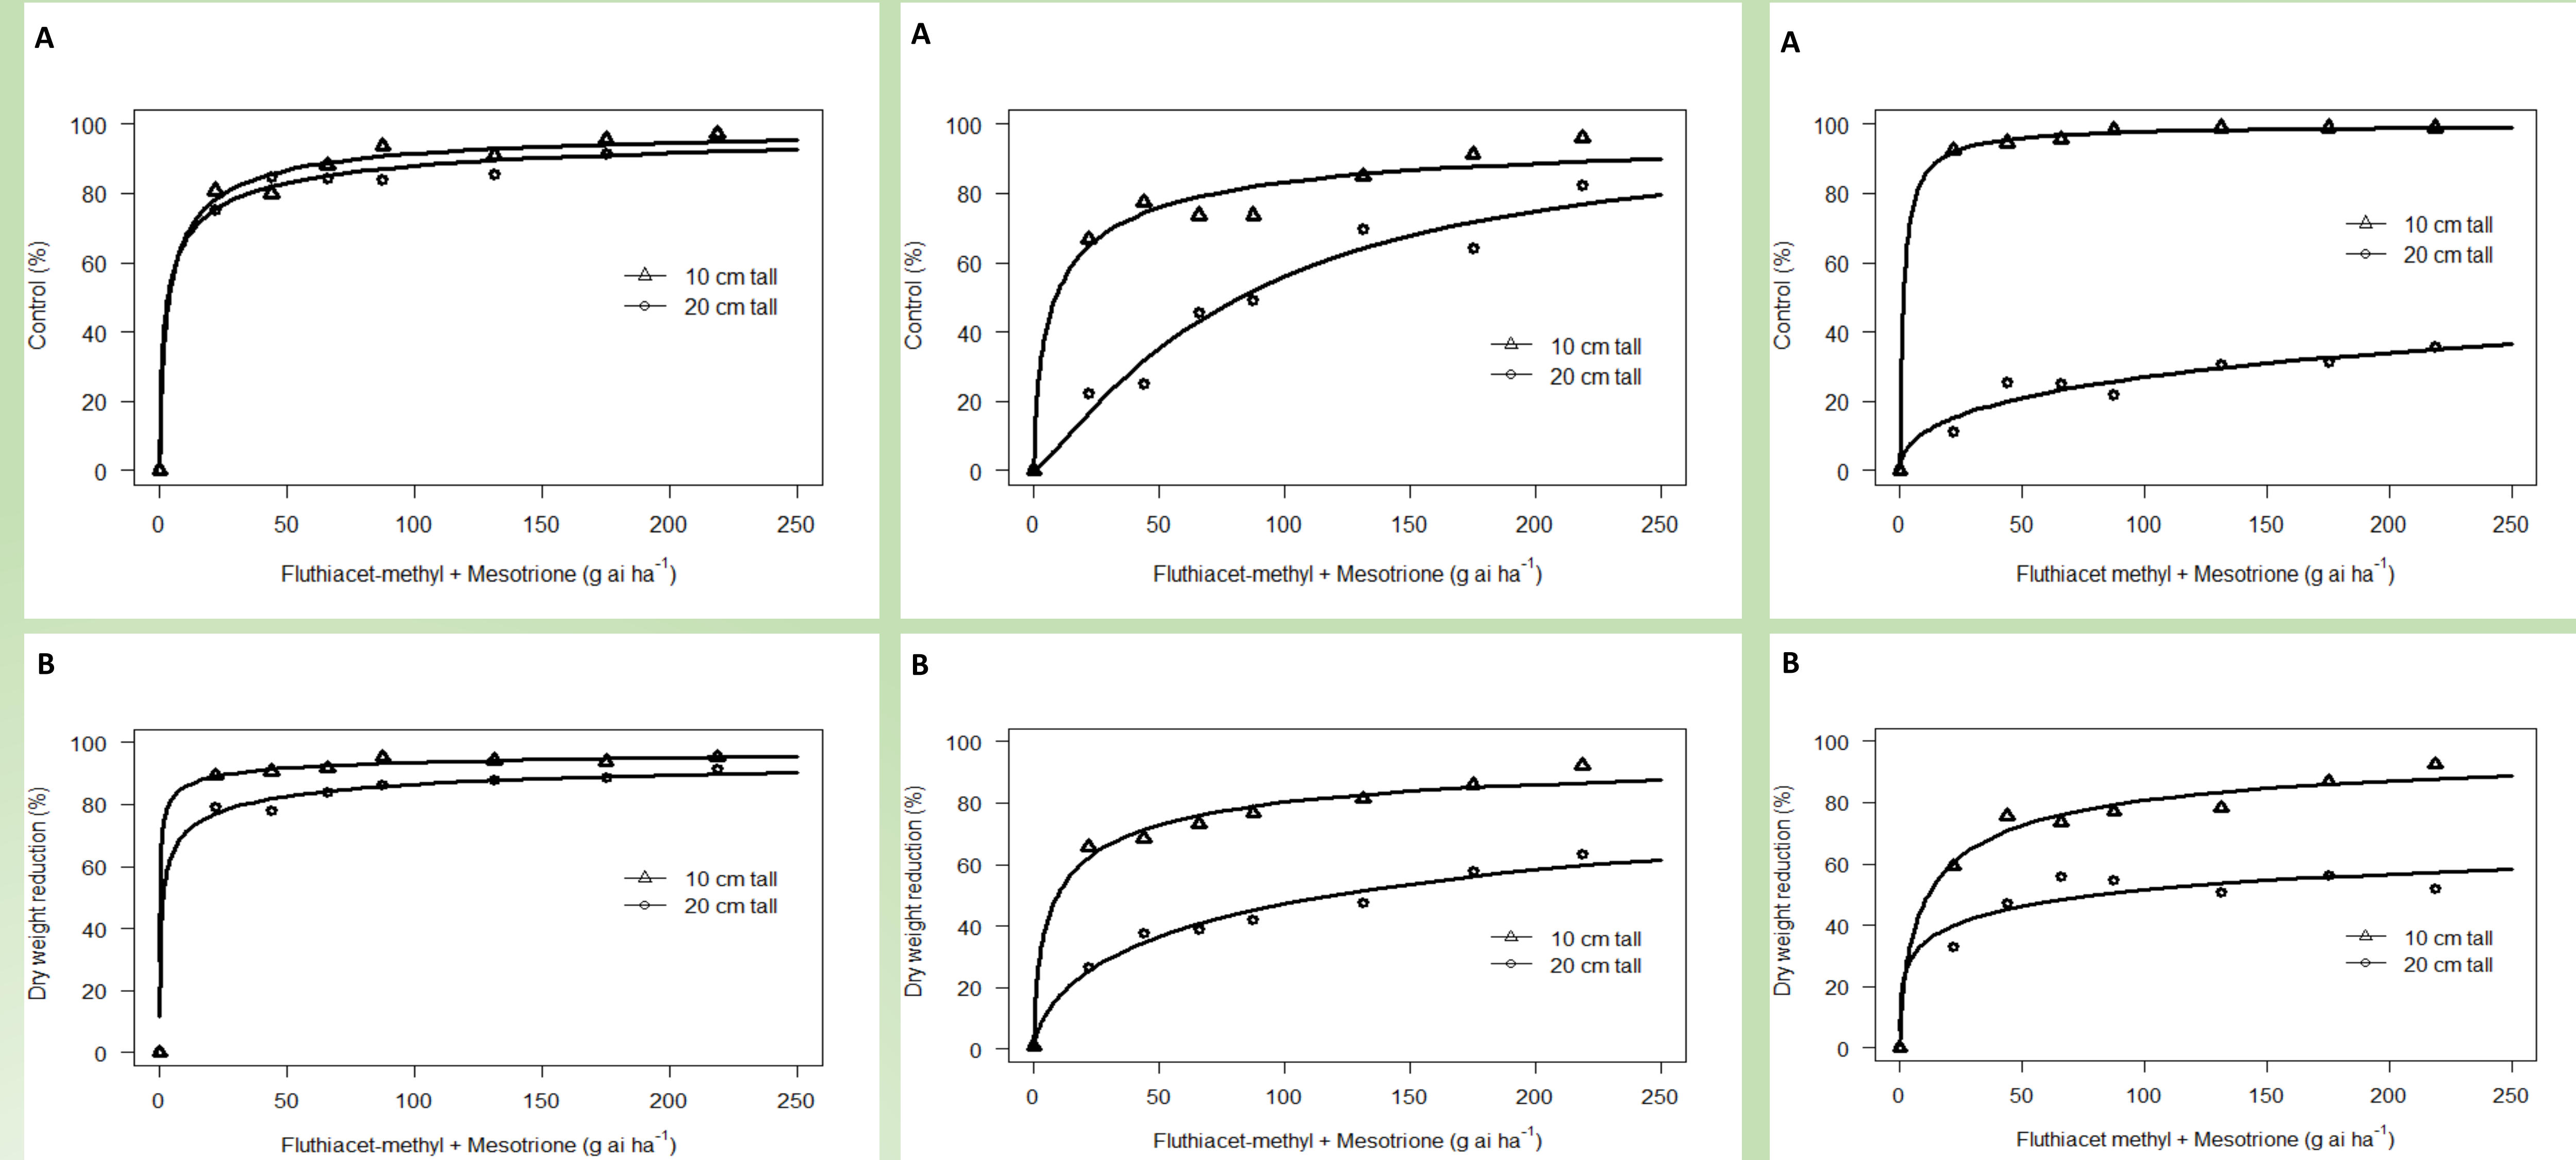 A
100
80
60
40
20
0
Control (%)
10 cm tall
20 cm tall
0 50 100 150 200 250
Fluthiacet-methyl + Mesotrione (g ai ha⁻¹)
A
100
80
60
40
20
0
Control (%)
10 cm tall
20 cm tall
0 50 100 150 200 250
Fluthiacet-methyl + Mesotrione (g ai ha⁻¹)
A
100
80
60
40
20
0
Control (%)
10 cm tall
20 cm tall
0 50 100 150 200 250
Fluthiacet methyl + Mesotrione (g ai ha⁻¹)
B
100
80
60
40
20
0
Dry weight reduction (%)
10 cm tall
20 cm tall
0 50 100 150 200 250
Fluthiacet-methyl + Mesotrione (g ai ha⁻¹)
B
100
80
60
40
20
0
Dry weight reduction (%)
10 cm tall
20 cm tall
0 50 100 150 200 250
Fluthiacet-methyl + Mesotrione (g ai ha⁻¹)
B
100
80
60
40
20
0
Dry weight reduction (%)
10 cm tall
20 cm tall
0 50 100 150 200 250
Fluthiacet methyl + Mesotrione (g ai ha⁻¹)